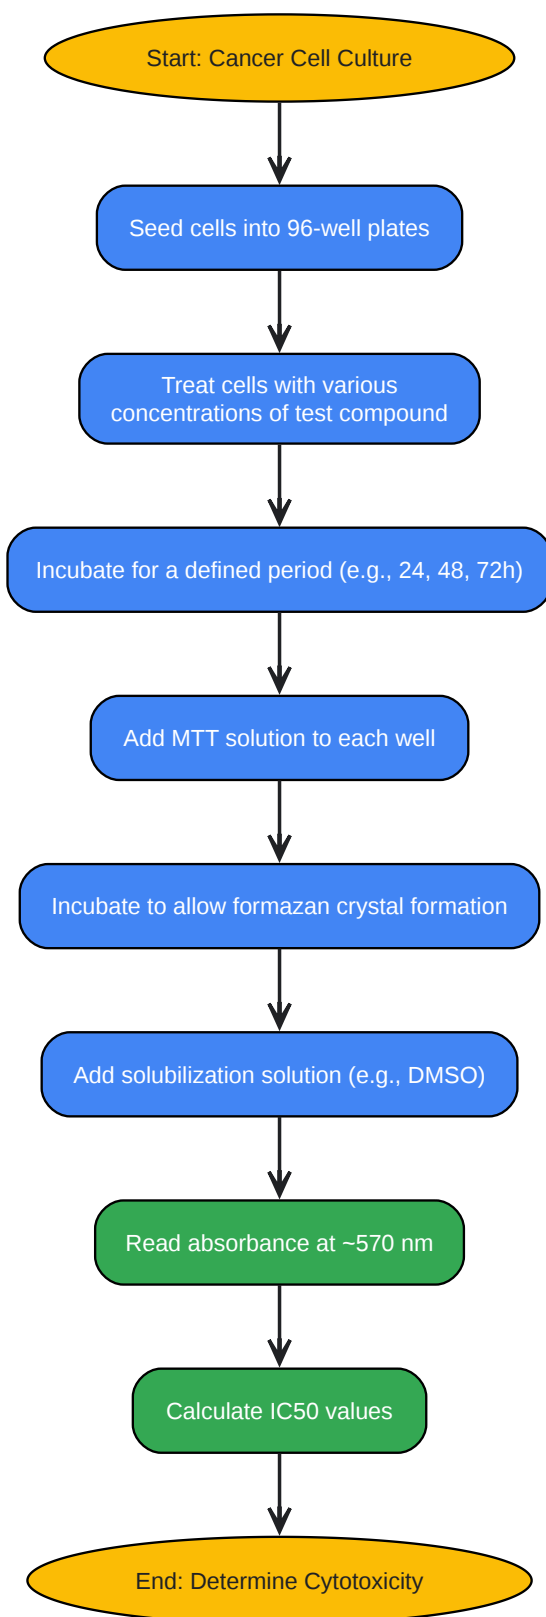 Start: Cancer Cell Culture
Seed cells into 96-well plates
Treat cells with various
concentrations of test compound
Incubate for a defined period (e.g., 24, 48, 72h)
Add MTT solution to each well
Incubate to allow formazan crystal formation
Add solubilization solution (e.g., DMSO)
Read absorbance at ~570 nm
Calculate IC50 values
End: Determine Cytotoxicity